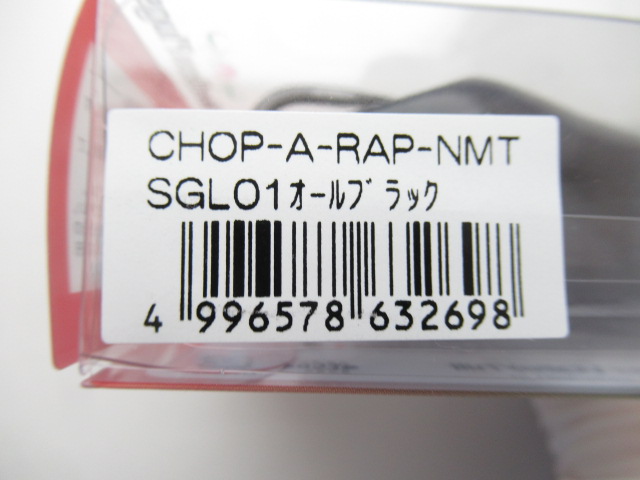 CHOP-A-RAP-NMT
SGL01ｵｰﾙﾌﾞﾗｯｸ
4 996578 632698